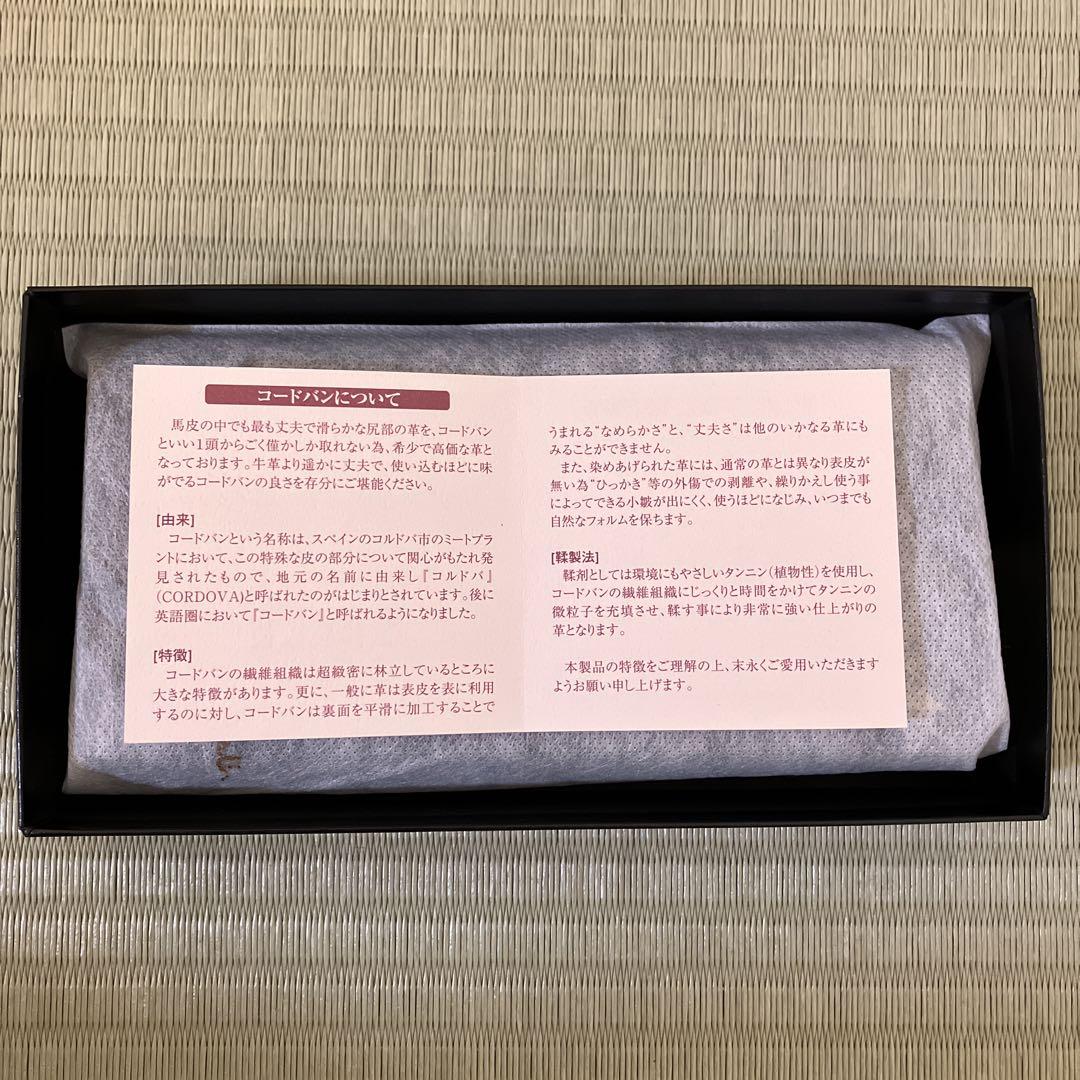 コードバンについて
馬皮の中でも最も丈夫で滑らかな尻部の革を、コードバン
といい1頭からごく僅かしか取れない為、希少で高価な革と
なっております。牛革より遥かに丈夫で、使い込むほどに味
がでるコードバンの良さを存分にご堪能ください。
[由来]
コードバンという名称は、スペインのコルドバ市のミートプラ
ントにおいて、この特殊な皮の部分について関心がもたれ発
見されたもので、地元の名前に由来し『コルドバ』
(CORDOVA)と呼ばれたのがはじまりとされています。後に
英語圏において『コードバン』と呼ばれるようになりました。
[特徴]
コードバンの繊維組織は超緻密に林立しているところに
大きな特徴があります。更に、一般に革は表皮を表に利用
するのに対し、コードバンは裏面を平滑に加工することで
うまれる“なめらかさ”と、“丈夫さ”は他のいかなる革にも
みることができません。
また、染めあげられた革には、通常の革とは異なり表皮が
無い為“ひっかき”等の外傷での剥離や、繰りかえし使う事
によってできる小皺が出にくく、使うほどになじみ、いつまでも
自然なフォルムを保ちます。
[鞣製法]
鞣剤としては環境にもやさしいタンニン(植物性)を使用し、
コードバンの繊維組織にじっくりと時間をかけてタンニンの
微粒子を充填させ、鞣す事により非常に強い仕上がりの
革となります。
本製品の特徴をご理解の上、末永くご愛用いただきます
ようお願い申し上げます。